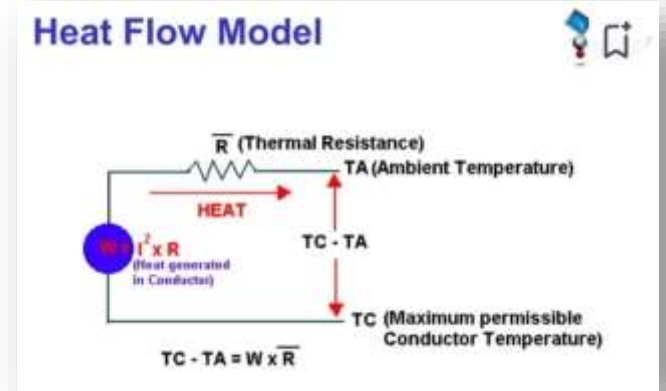 Heat Flow Model
R̅ (Thermal Resistance)
TA (Ambient Temperature)
HEAT
TC - TA
W = I² x R
(Heat generated
in Conductor)
TC (Maximum permissible
Conductor Temperature)
TC - TA = W x R̅